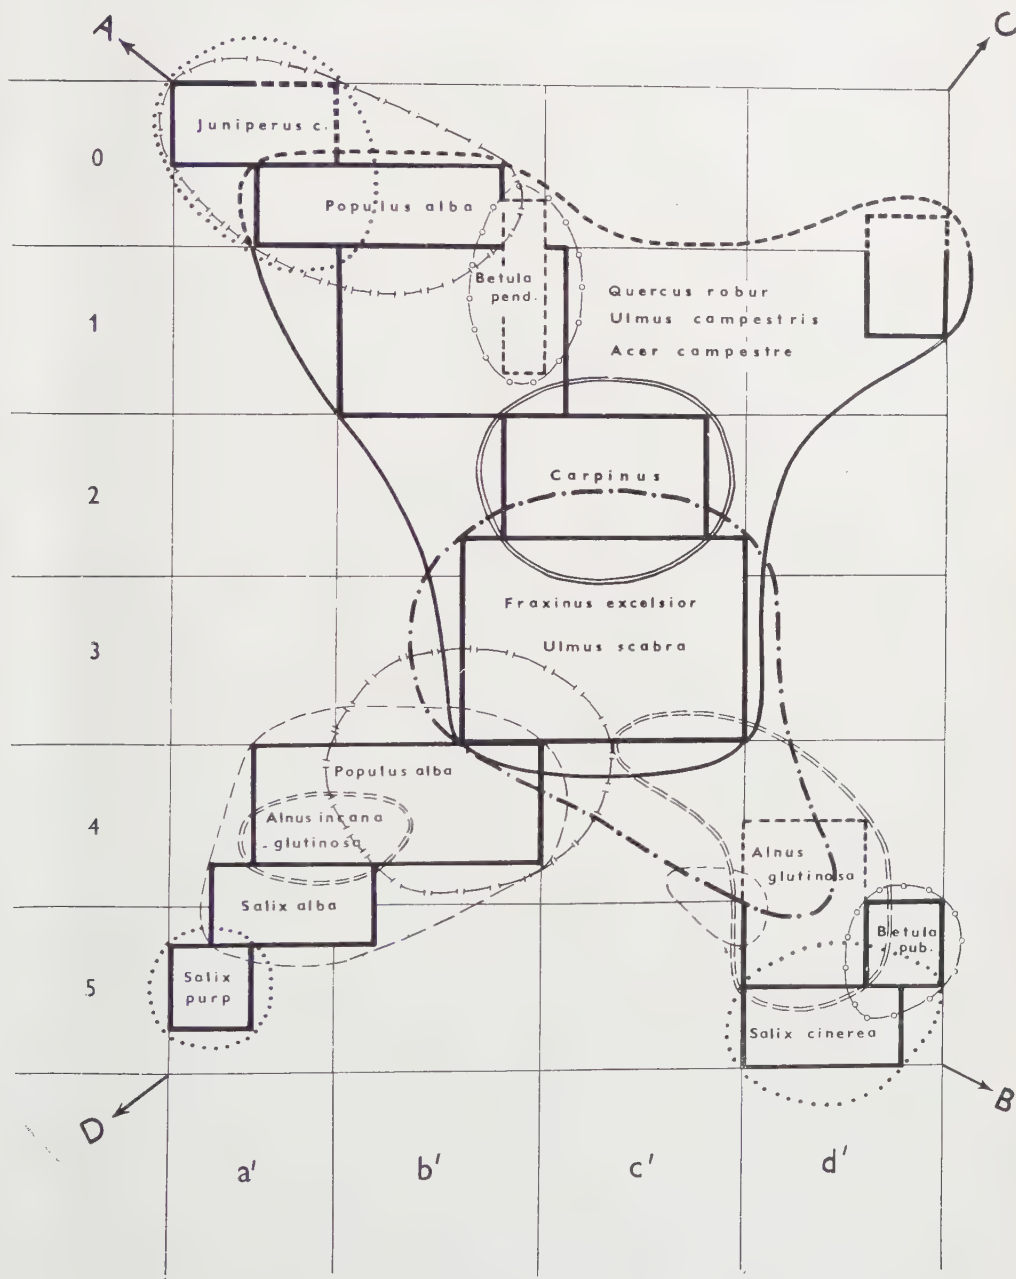 A
C
Juniperus c.
0
Populus alba
Betula
pend.
1
Quercus robur
Ulmus campestris
Acer campestre
2
Carpinus
Fraxinus excelsior
3
Ulmus scabra
Populus alba
4
Alnus incana
glutinosa
Alnus
glutinosa
Salix alba
Betula
pub.
5
Salix
purp
Salix cinerea
D
B
a'
b'
c'
d'